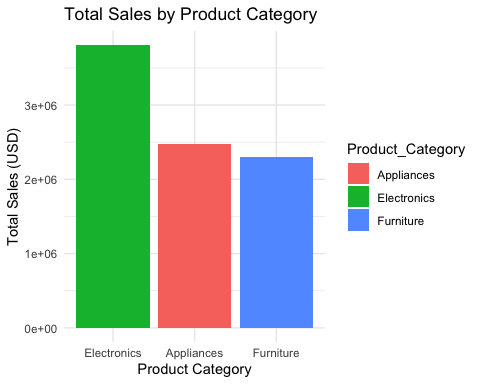 Total Sales by Product Category
Total Sales (USD)
3e+06
2e+06
1e+06
0e+00
Electronics Appliances Furniture
Product Category
Product_Category
Appliances
Electronics
Furniture